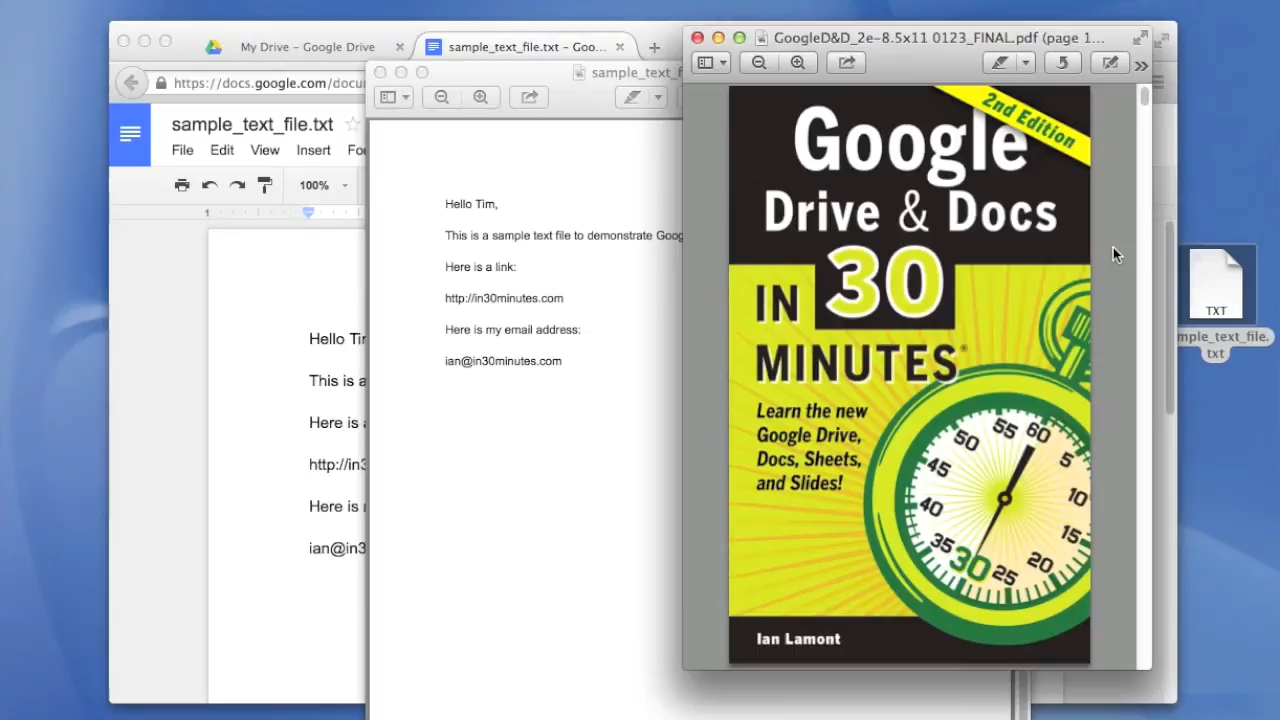 My Drive – Google Drive
sample_text_file.txt – Goo...
https://docs.google.com/docu
sample_text_file.txt
File Edit View Insert Fo
100%
1
Hello Ti
This is a
Here is a
http://in3
Here is
ian@in3
sample_text_f
Hello Tim,
This is a sample text file to demonstrate Goog
Here is a link:
http://in30minutes.com
Here is my email address:
ian@in30minutes.com
GoogleD&D_2e-8.5x11 0123_FINAL.pdf (page 1...
2nd Edition
Google
Drive & Docs
IN 30
MINUTES®
Learn the new
Google Drive,
Docs, Sheets,
and Slides!
55 60
50 5
45 10
40 15
35 20
30 25
Ian Lamont
TXT
mple_text_file.
txt